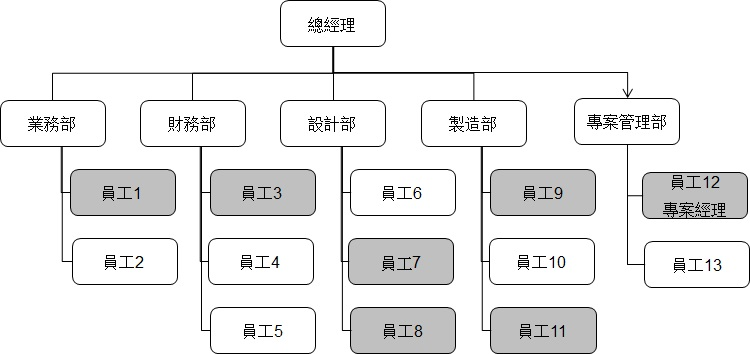 總經理
業務部
財務部
設計部
製造部
專案管理部
員工1
員工3
員工6
員工9
員工12
專案經理
員工2
員工4
員工7
員工10
員工13
員工5
員工8
員工11